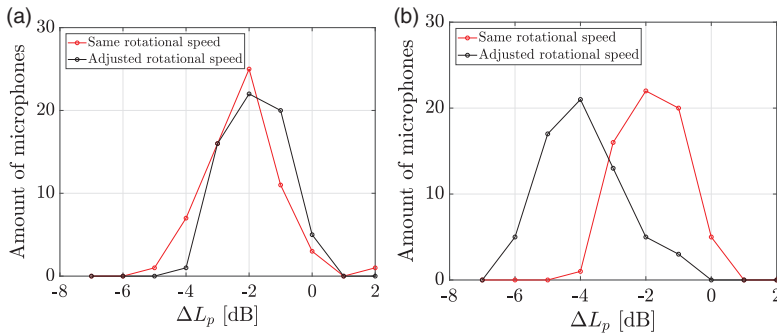 (a)
30
20
10
0
Amount of microphones
Same rotational speed
Adjusted rotational speed
-8 -6 -4 -2 0 2
ΔLp [dB]
(b)
30
20
10
0
Amount of microphones
Same rotational speed
Adjusted rotational speed
-8 -6 -4 -2 0 2
ΔLp [dB]